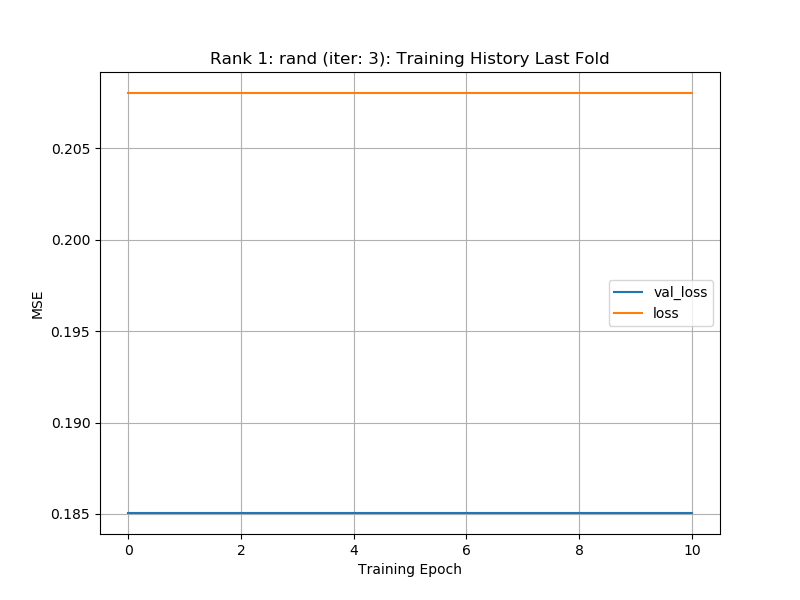 Rank 1: rand (iter: 3): Training History Last Fold
0.205
0.200
0.195
0.190
0.185
MSE
val_loss
loss
0 2 4 6 8 10
Training Epoch